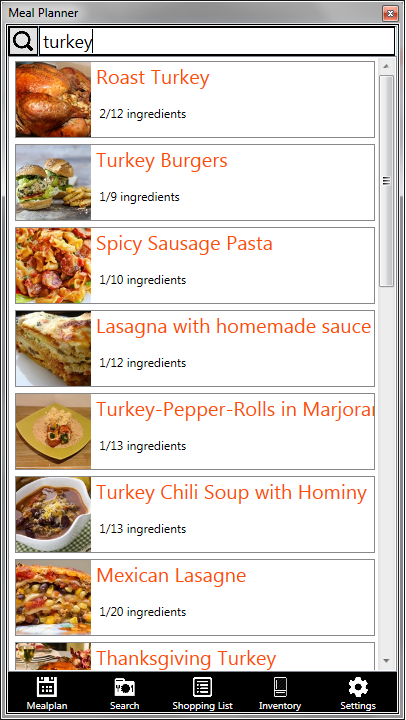 Meal Planner
turkey
Roast Turkey
2/12 ingredients
Turkey Burgers
1/9 ingredients
Spicy Sausage Pasta
1/10 ingredients
Lasagna with homemade sauce
1/12 ingredients
Turkey-Pepper-Rolls in Marjora
1/13 ingredients
Turkey Chili Soup with Hominy
1/13 ingredients
Mexican Lasagne
1/20 ingredients
Thanksgiving Turkey
Mealplan Search Shopping List Inventory Settings